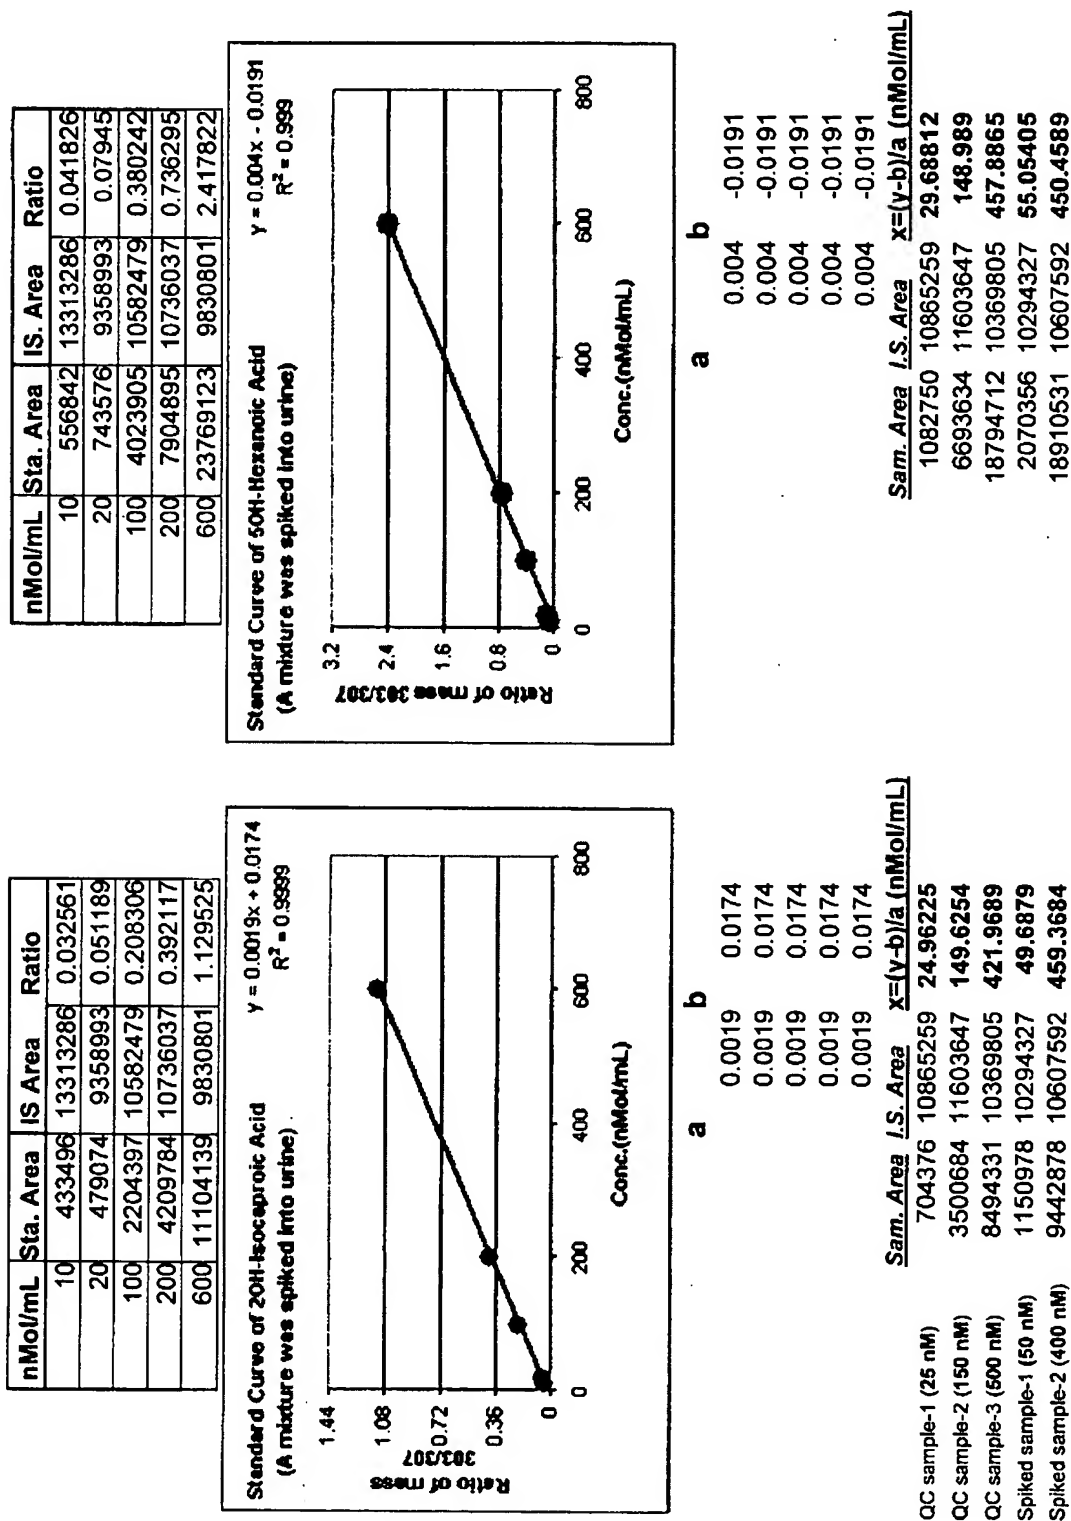 nMol/mL Sta. Area IS Area Ratio
10 433496 13313286 0.032561
20 479074 9358993 0.051189
100 2204397 10582479 0.208306
200 4209784 10736037 0.392117
600 11104139 9830801 1.129525
Standard Curve of 2OH-Isocaproic Acid
(A mixture was spiked into urine)
y = 0.0019x + 0.0174
R² = 0.9999
Ratio of mass
303/307
1.44
1.08
0.72
0.36
0
0 200 400 600 800
Conc.(nMol/mL)
a b
0.0019 0.0174
0.0019 0.0174
0.0019 0.0174
0.0019 0.0174
0.0019 0.0174
Sam. Area I.S. Area x=(y-b)/a (nMol/mL)
QC sample-1 (25 nM) 704376 10865259 24.96225
QC sample-2 (150 nM) 3500684 11603647 149.6254
QC sample-3 (500 nM) 8494331 10369805 421.9689
Spiked sample-1 (50 nM) 1150978 10294327 49.6879
Spiked sample-2 (400 nM) 9442878 10607592 459.3684
nMol/mL Sta. Area IS. Area Ratio
10 556842 13313286 0.041826
20 743576 9358993 0.07945
100 4023905 10582479 0.380242
200 7904895 10736037 0.736295
600 23769123 9830801 2.417822
Standard Curve of 5OH-Hexanoic Acid
(A mixture was spiked into urine)
y = 0.004x - 0.0191
R² = 0.999
Ratio of mass 303/307
3.2
2.4
1.6
0.8
0
0 200 400 600 800
Conc.(nMol/mL)
a b
0.004 -0.0191
0.004 -0.0191
0.004 -0.0191
0.004 -0.0191
0.004 -0.0191
Sam. Area I.S. Area x=(y-b)/a (nMol/mL)
1082750 10865259 29.68812
6693634 11603647 148.989
18794712 10369805 457.8865
2070356 10294327 55.05405
18910531 10607592 450.4589